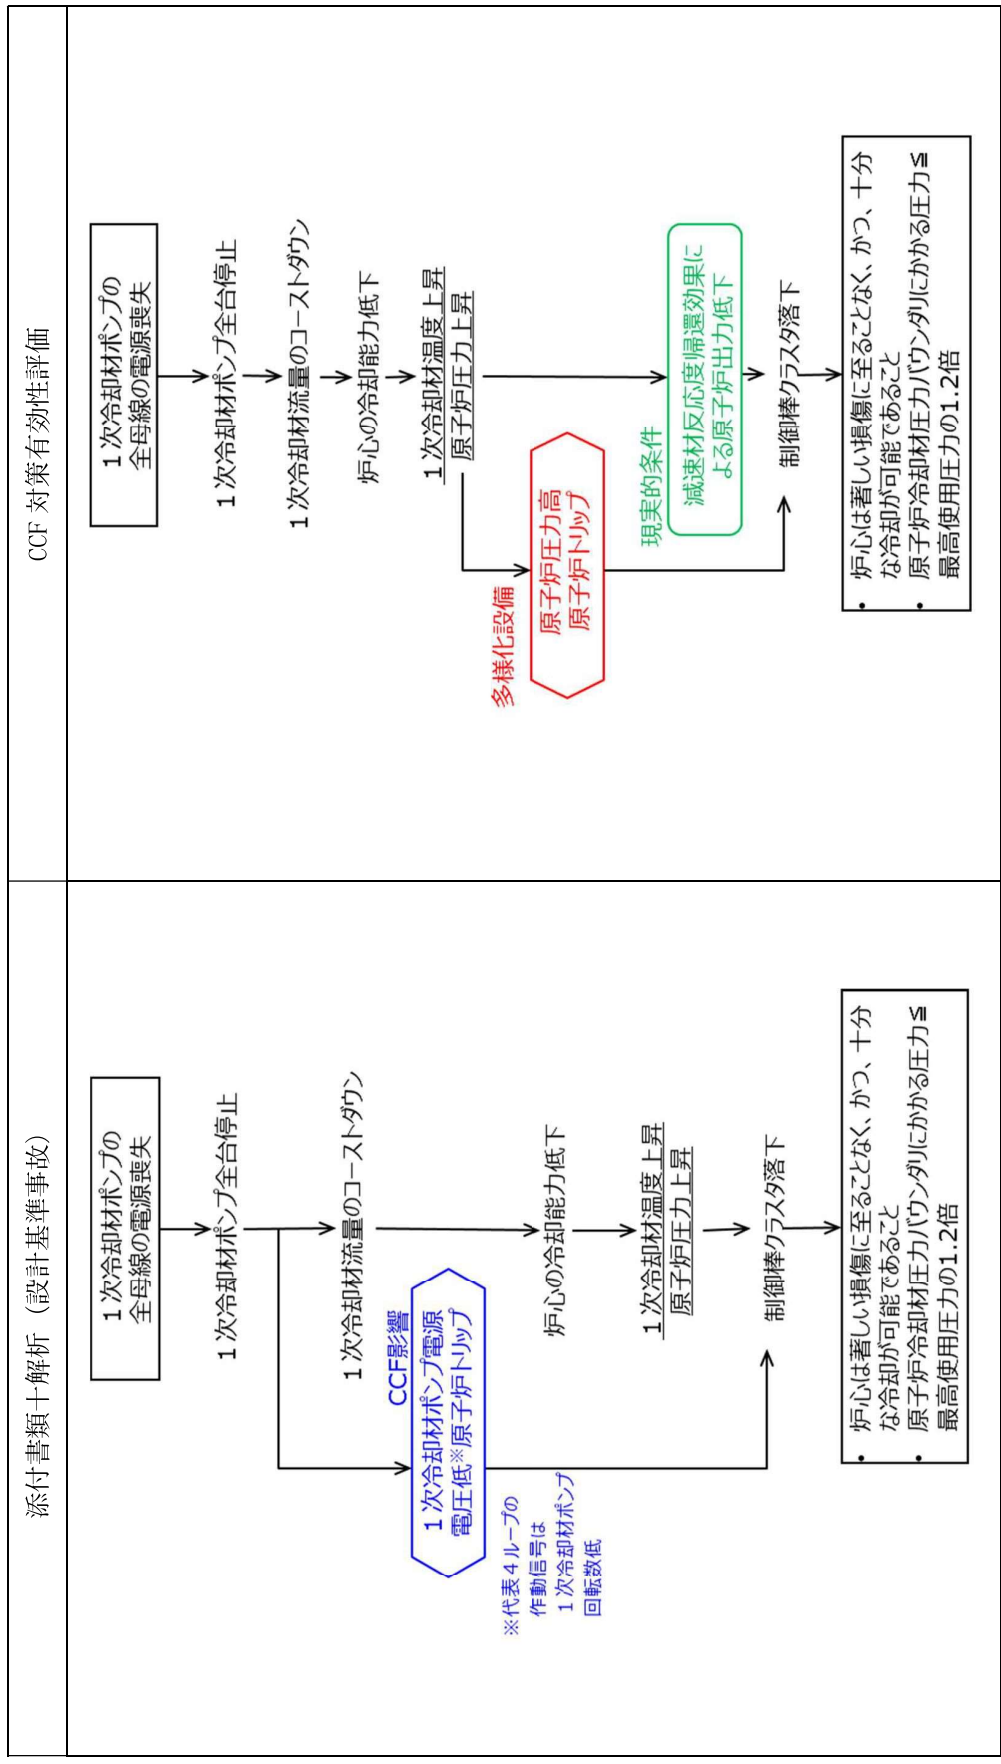 添付書類十解析（設計基準事故）
１次冷却材ポンプの
全母線の電源喪失
１次冷却材ポンプ全台停止
１次冷却材流量のコーストダウン
CCF影響
１次冷却材ポンプ電源
電圧低※原子炉トリップ
※代表４ループの
作動信号は
１次冷却材ポンプ
回転数低
炉心の冷却能力低下
１次冷却材温度上昇
原子炉圧力上昇
制御棒クラスタ落下
・炉心は著しい損傷に至ることなく、かつ、十分
な冷却が可能であること
・原子炉冷却材圧力バウンダリにかかる圧力≦
最高使用圧力の1.2倍
CCF 対策有効性評価
１次冷却材ポンプの
全母線の電源喪失
１次冷却材ポンプ全台停止
１次冷却材流量のコーストダウン
炉心の冷却能力低下
１次冷却材温度上昇
原子炉圧力上昇
多様化設備
原子炉圧力高
原子炉トリップ
現実的条件
減速材反応度帰還効果に
よる原子炉出力低下
制御棒クラスタ落下
・炉心は著しい損傷に至ることなく、かつ、十分
な冷却が可能であること
・原子炉冷却材圧力バウンダリにかかる圧力≦
最高使用圧力の1.2倍